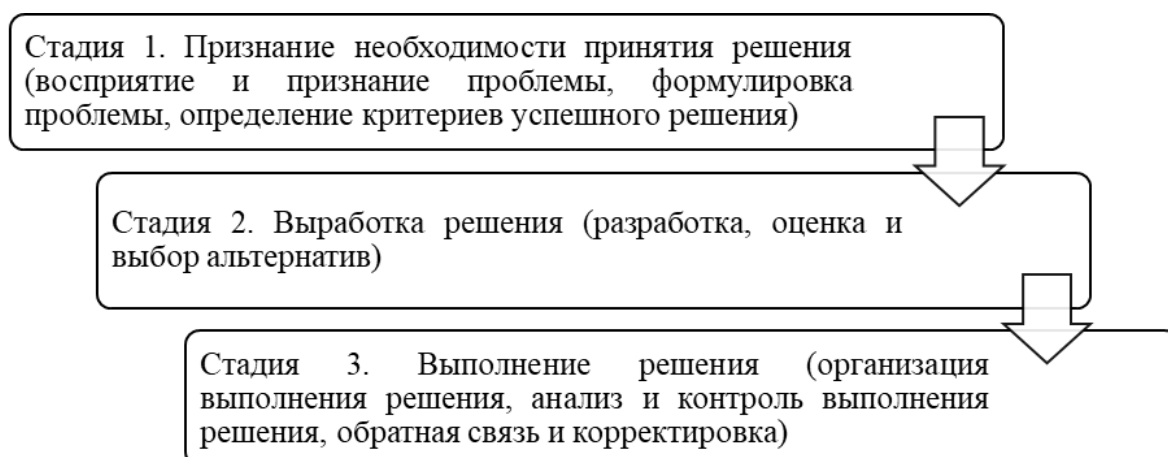 Стадия 1. Признание необходимости принятия решения
(восприятие и признание проблемы, формулировка
проблемы, определение критериев успешного решения)
Стадия 2. Выработка решения (разработка, оценка и
выбор альтернатив)
Стадия 3. Выполнение решения (организация
выполнения решения, анализ и контроль выполнения
решения, обратная связь и корректировка)